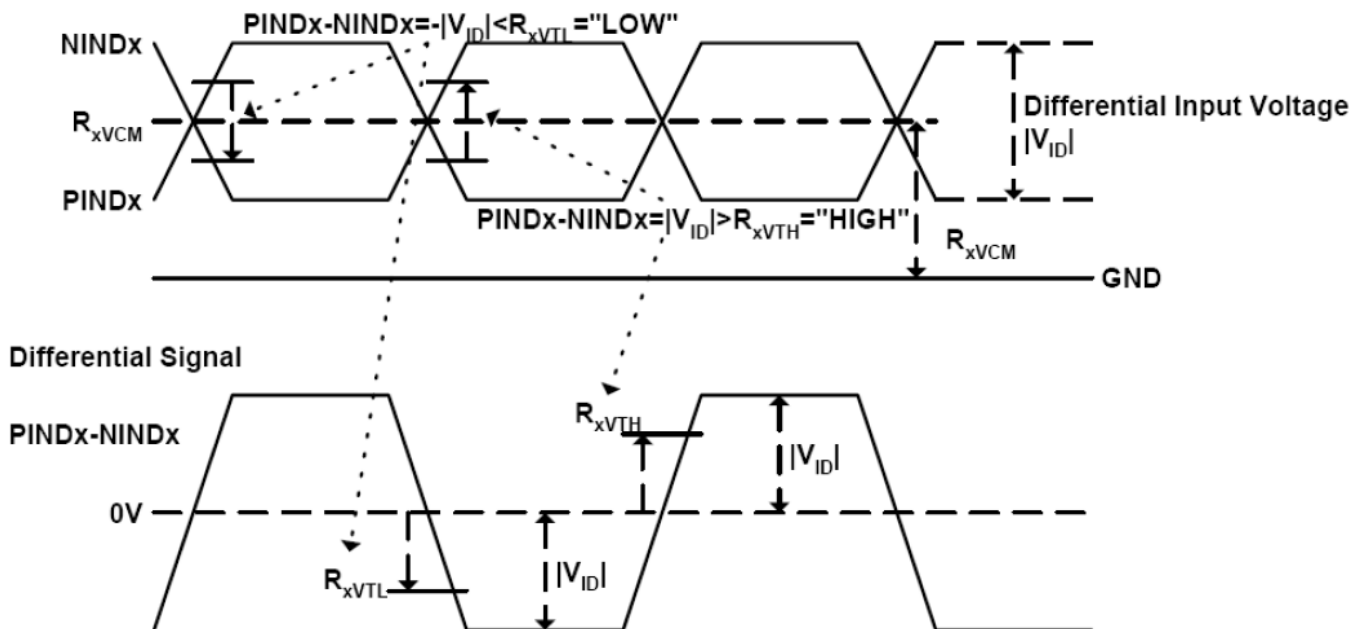 PINDx-NINDx=-|VID|<RxVTL="LOW"
NINDx
Differential Input Voltage
|VID|
RxVCM
PINDx
PINDx-NINDx=|VID|>RxVTH="HIGH"
RxVCM
GND
Differential Signal
RxVTH
PINDx-NINDx
|VID|
0V
RxVTL
|VID|